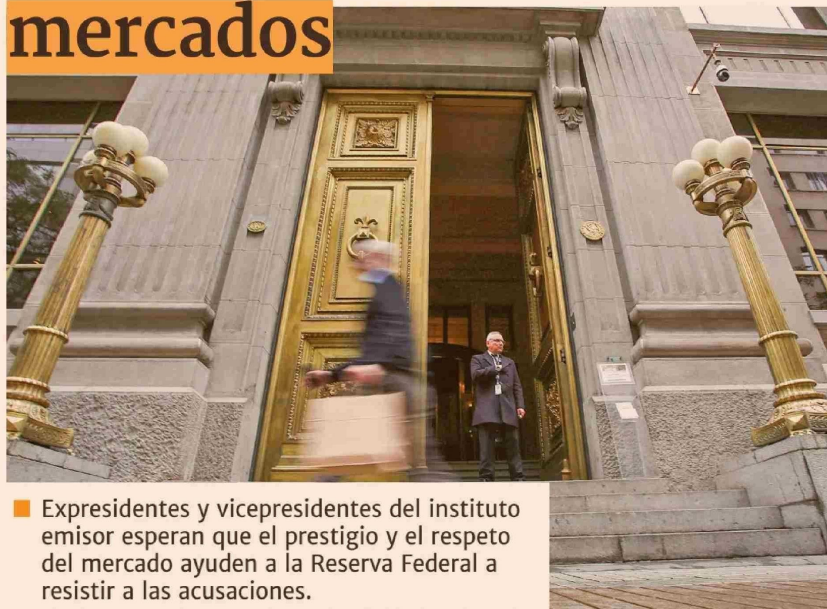 mercados
Expresidentes y vicepresidentes del instituto
emisor esperan que el prestigio y el respeto
del mercado ayuden a la Reserva Federal a
resistir a las acusaciones.